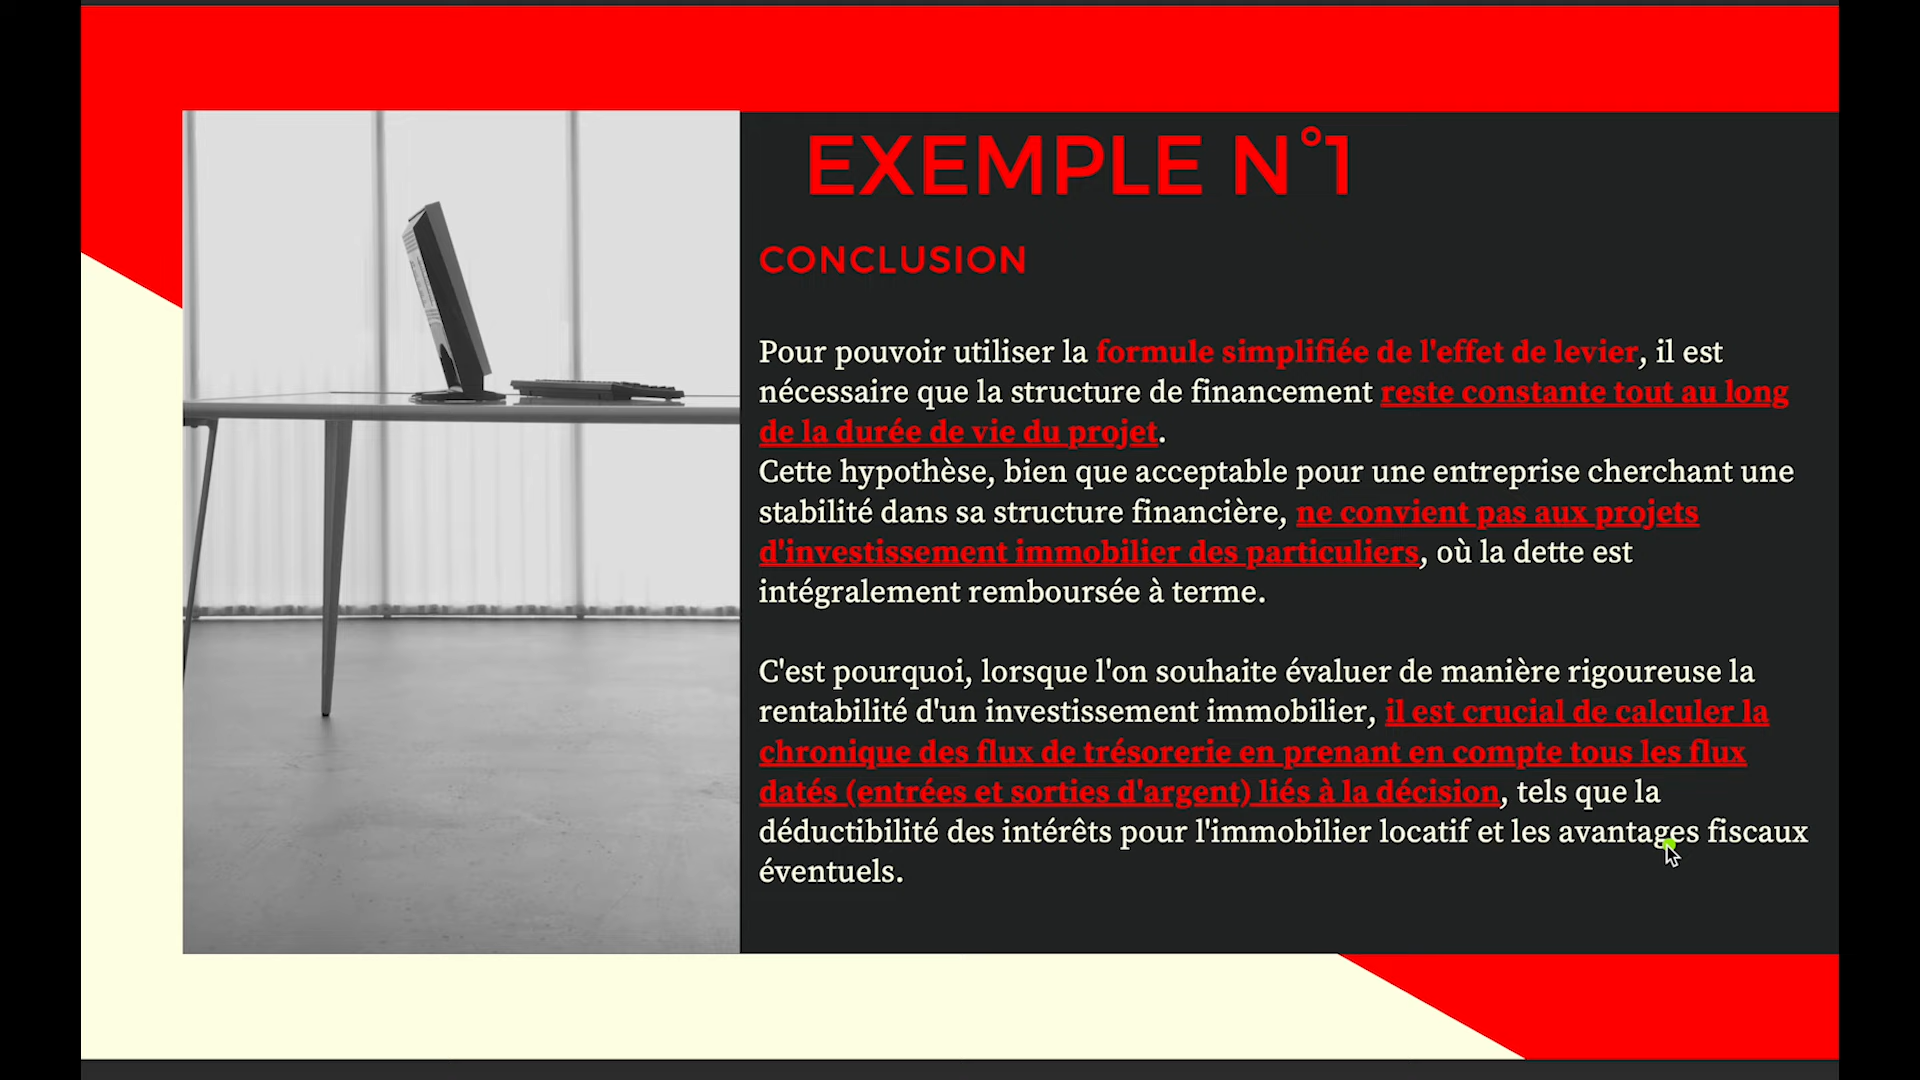 EXEMPLE N°1
CONCLUSION
Pour pouvoir utiliser la formule simplifiée de l'effet de levier, il est
nécessaire que la structure de financement reste constante tout au long
de la durée de vie du projet.
Cette hypothèse, bien que acceptable pour une entreprise cherchant une
stabilité dans sa structure financière, ne convient pas aux projets
d'investissement immobilier des particuliers, où la dette est
intégralement remboursée à terme.
C'est pourquoi, lorsque l'on souhaite évaluer de manière rigoureuse la
rentabilité d'un investissement immobilier, il est crucial de calculer la
chronique des flux de trésorerie en prenant en compte tous les flux
datés (entrées et sorties d'argent) liés à la décision, tels que la
déductibilité des intérêts pour l'immobilier locatif et les avantages fiscaux
éventuels.